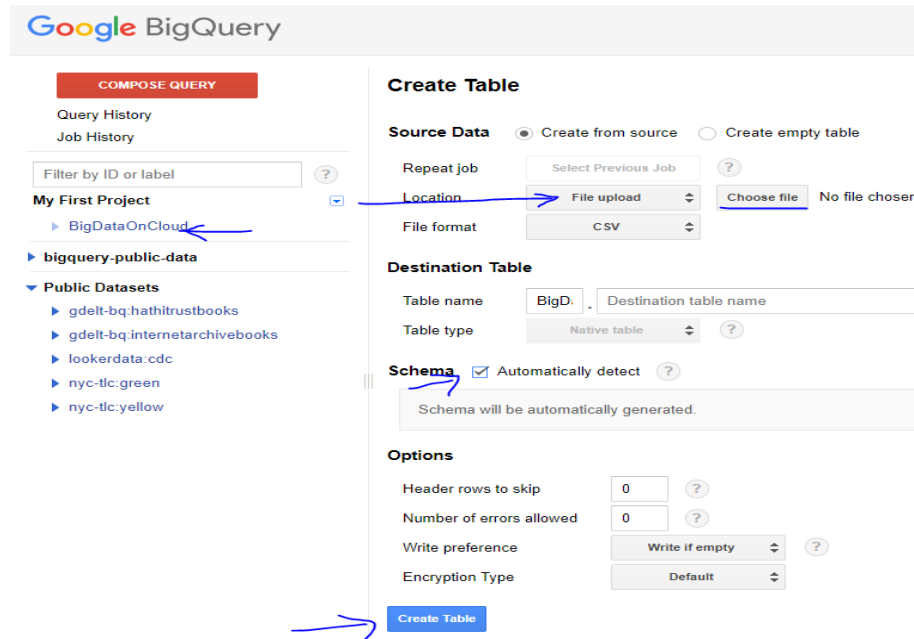 Google BigQuery
COMPOSE QUERY
Query History
Job History
Filter by ID or label ?
My First Project
BigDataOnCloud
bigquery-public-data
Public Datasets
gdelt-bq:hathitrustbooks
gdelt-bq:internetarchivebooks
lookerdata:cdc
nyc-tlc:green
nyc-tlc:yellow
Create Table
Source Data Create from source Create empty table
Repeat job Select Previous Job ?
Location File upload Choose file No file chosen
File format CSV
Destination Table
Table name BigDa . Destination table name
Table type Native table ?
Schema Automatically detect ?
Schema will be automatically generated.
Options
Header rows to skip 0 ?
Number of errors allowed 0 ?
Write preference Write if empty ?
Encryption Type Default
Create Table